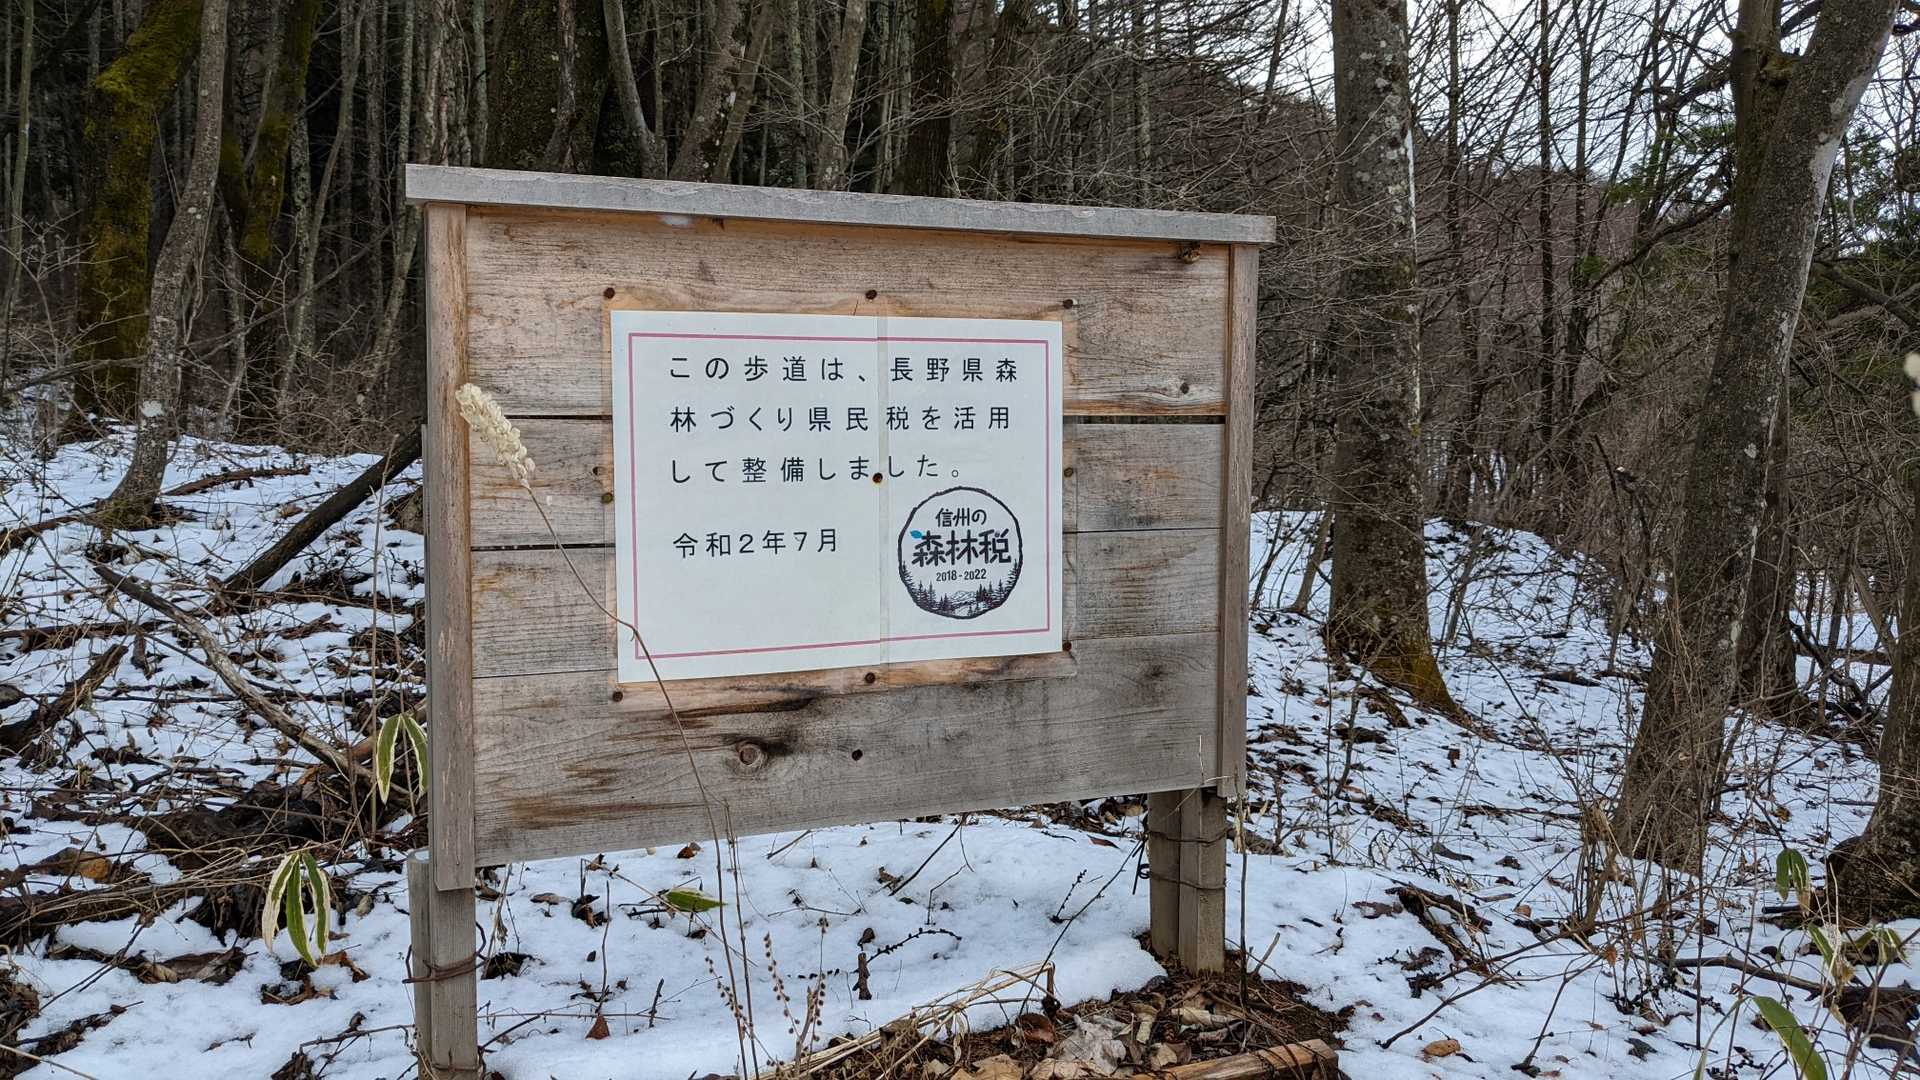 この歩道は、長野県森
林づくり県民税を活用
して整備しました。
令和2年7月
信州の
森林税
2018-2022